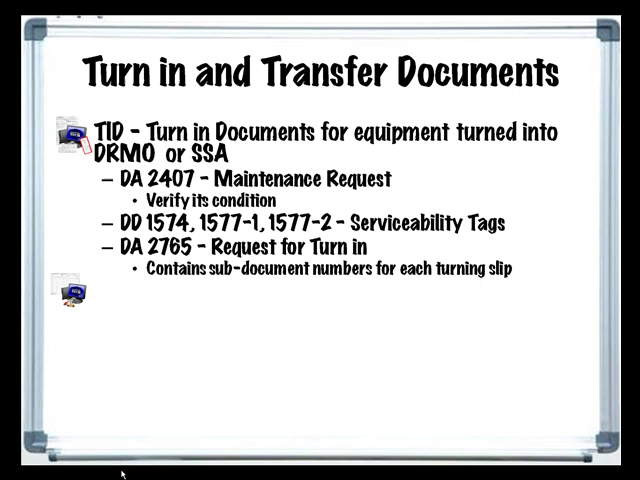 Turn in and Transfer Documents
TID - Turn in Documents for equipment turned into
DRMO or SSA
– DA 2407 - Maintenance Request
• Verify its condition
– DD 1574, 1577-1, 1577-2 - Serviceability Tags
– DA 2765 - Request for Turn in
• Contains sub-document numbers for each turning slip